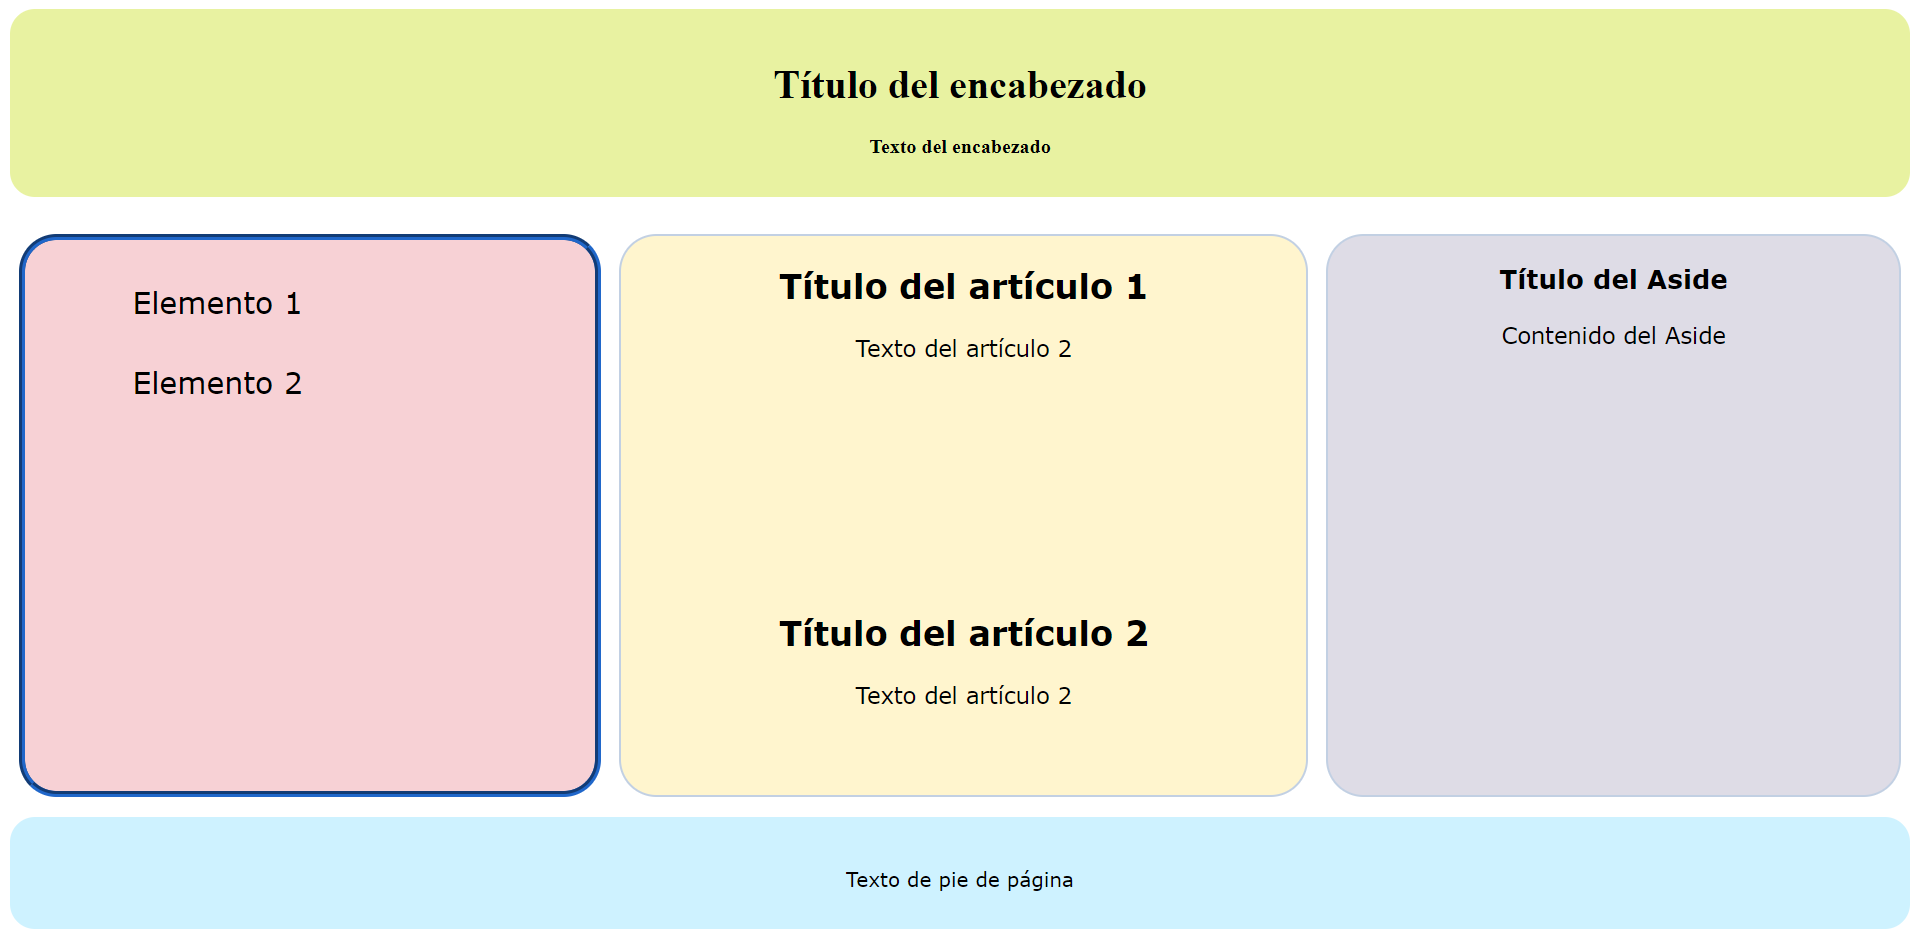 Título del encabezado
Texto del encabezado
Elemento 1
Elemento 2
Título del artículo 1
Texto del artículo 2
Título del artículo 2
Texto del artículo 2
Título del Aside
Contenido del Aside
Texto de pie de página